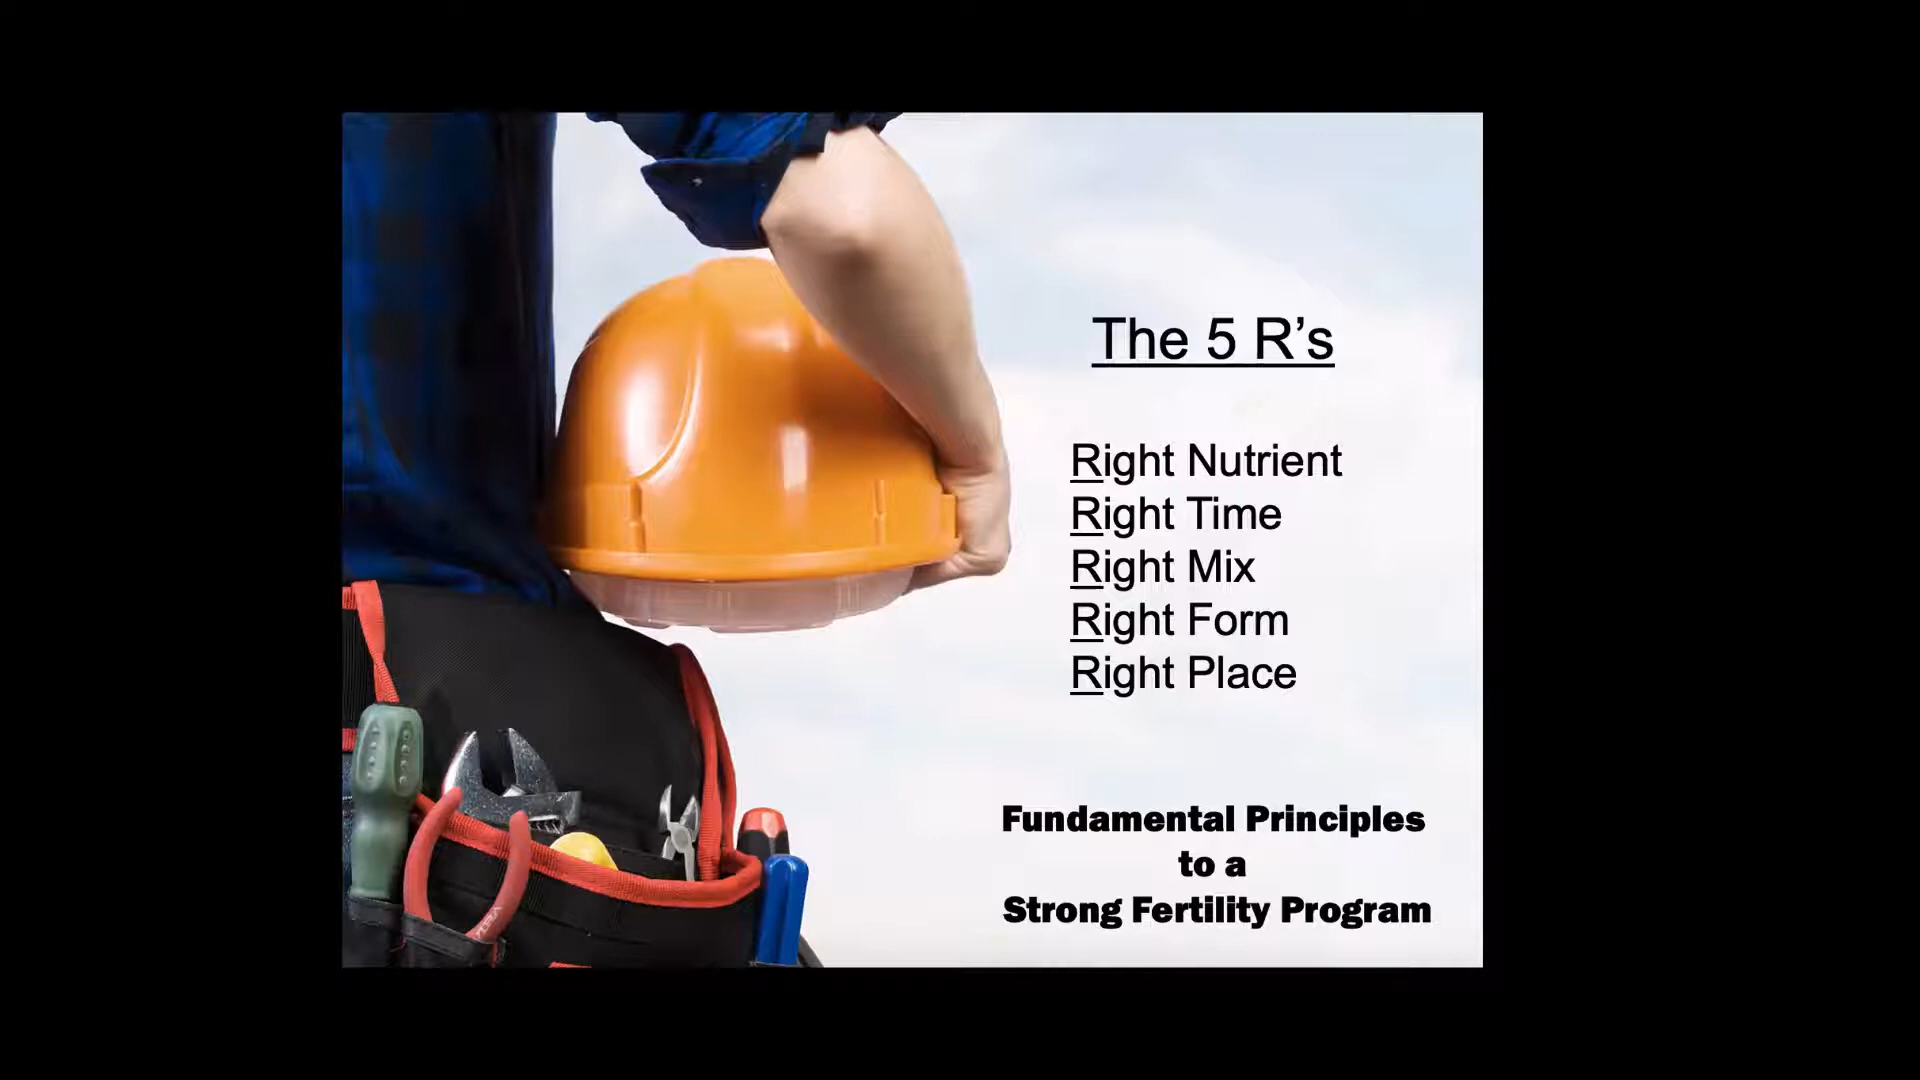 The 5 R’s
Right Nutrient
Right Time
Right Mix
Right Form
Right Place
Fundamental Principles
to a
Strong Fertility Program